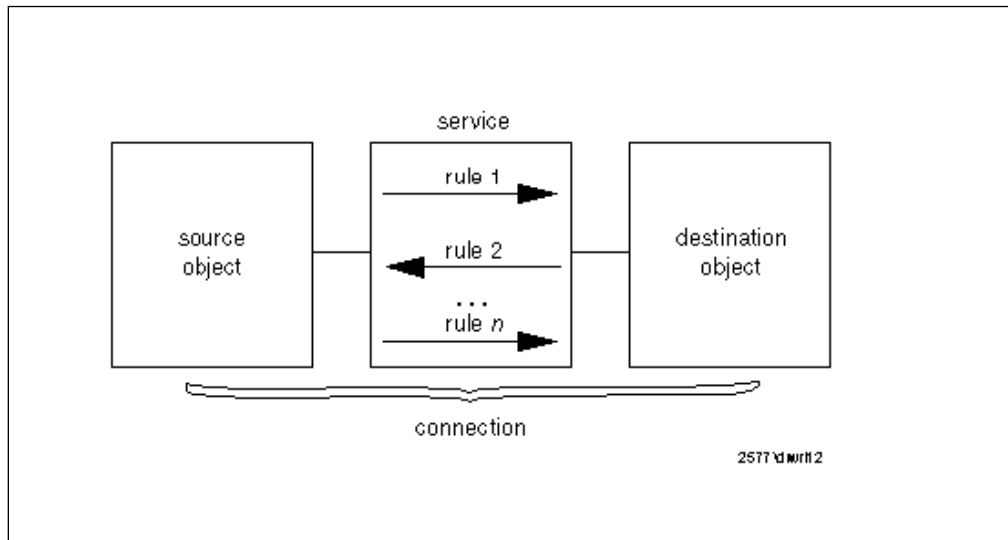 service
source
object
rule 1
rule 2
...
rule n
destination
object
connection